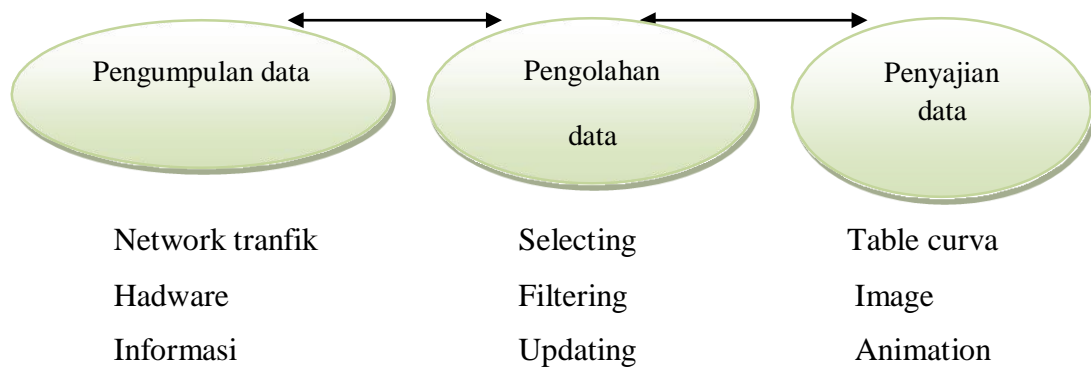 Pengumpulan data
Pengolahan
data
Penyajian
data
Network tranfik
Selecting
Table curva
Hadware
Filtering
Image
Informasi
Updating
Animation